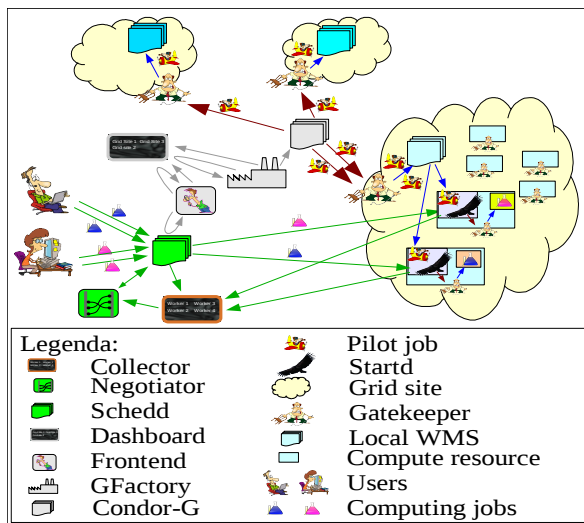 Grid Site 1 Grid Site 3
Grid site 2
Worker 1 Worker 3
Worker 2 Worker 4
Legenda:
Collector
Negotiator
Schedd
Dashboard
Frontend
GFactory
Condor-G
Pilot job
Startd
Grid site
Gatekeeper
Local WMS
Compute resource
Users
Computing jobs